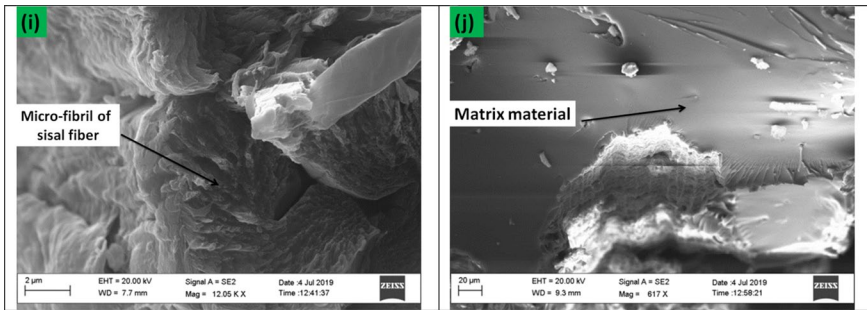 (i)
Micro-fibril of
sisal fiber
2 µm
EHT = 20.00 kV
WD = 7.7 mm
Signal A = SE2
Mag = 12.05 K X
Date :4 Jul 2019
Time :12:41:37
ZEISS
(j)
Matrix material
20 µm
EHT = 20.00 kV
WD = 9.3 mm
Signal A = SE2
Mag = 617 X
Date :4 Jul 2019
Time :12:58:21
ZEISS